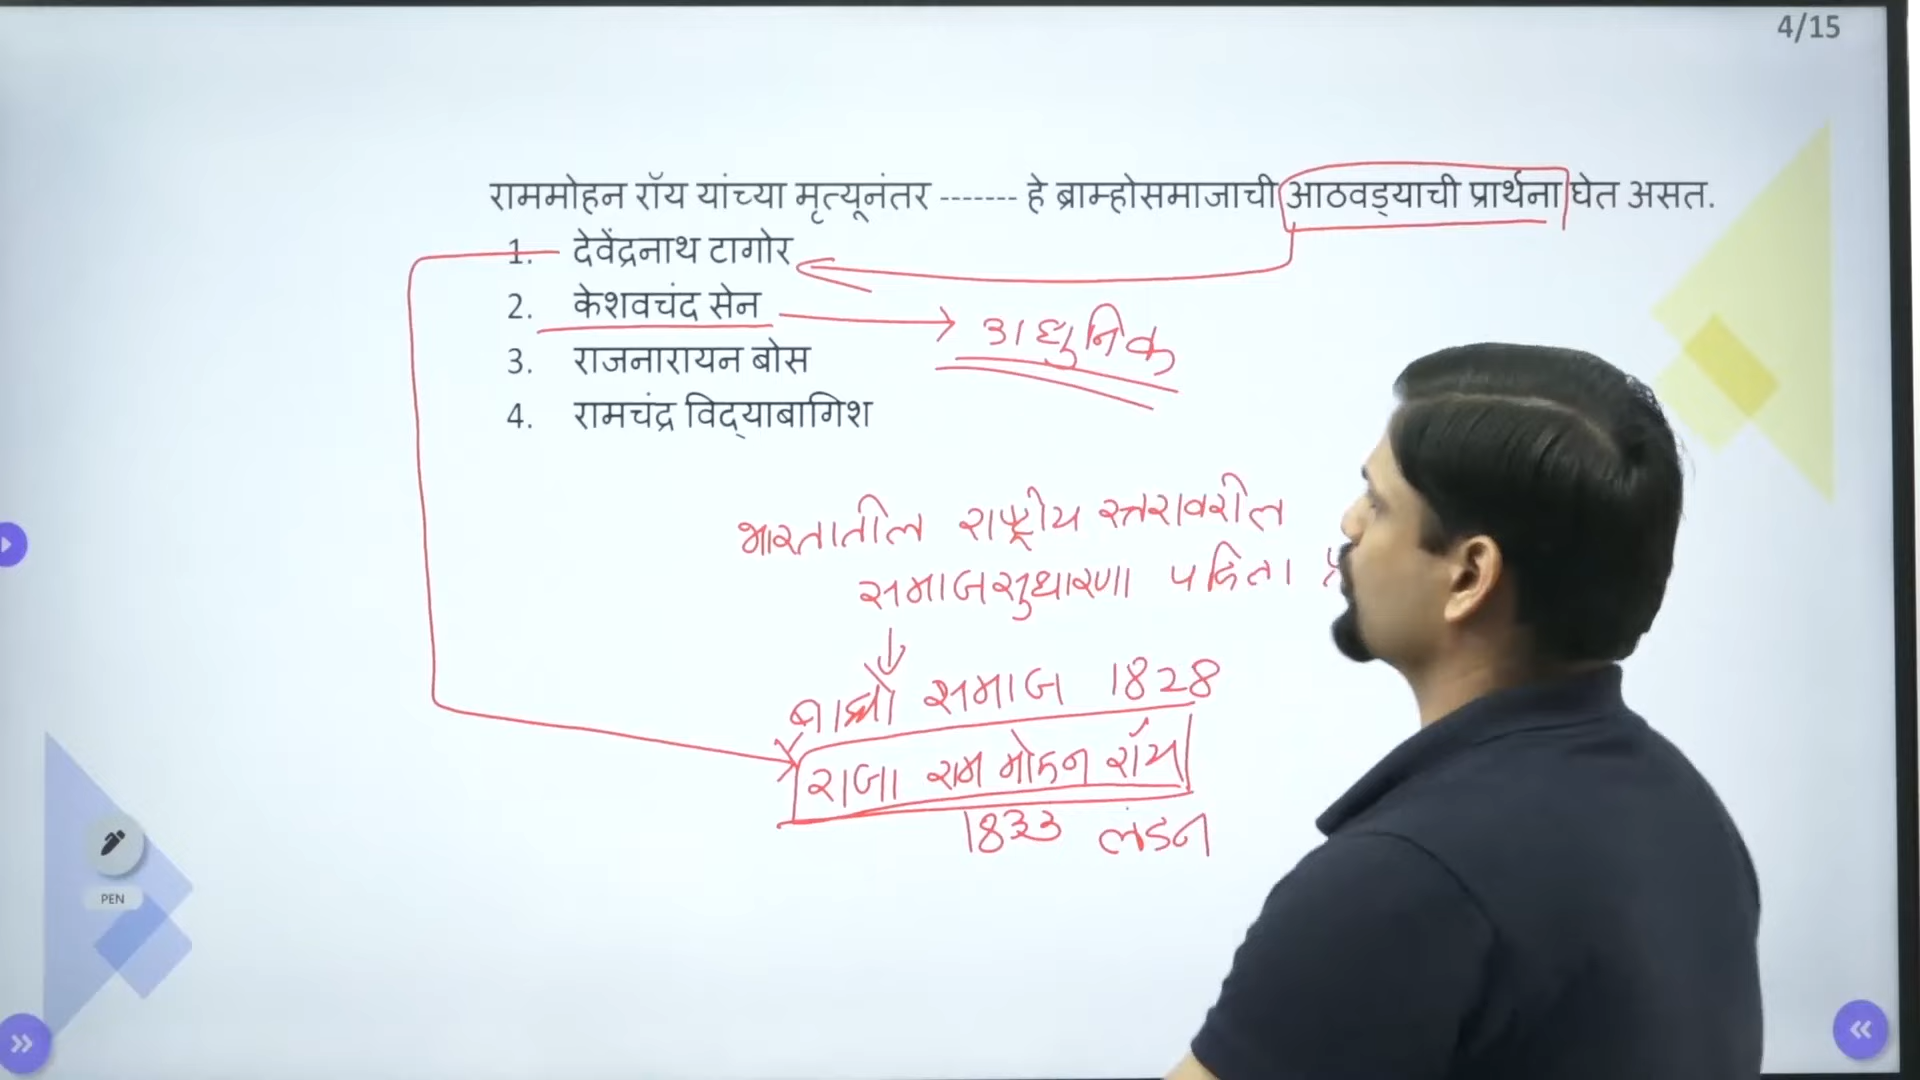 4/15
राममोहन रॉय यांच्या मृत्यूनंतर ------- हे ब्राम्होसमाजाची आठवड्याची प्रार्थना घेत असत.
1. देवेंद्रनाथ टागोर
2. केशवचंद सेन
आधुनिक
3. राजनारायन बोस
4. रामचंद्र विद्याबागिश
भारतातील राष्ट्रीय स्तरावरील
समाजसुधारणा पहिला
समाज 1828
राजा राम मोहन रॉय
1833 लंडन
PEN